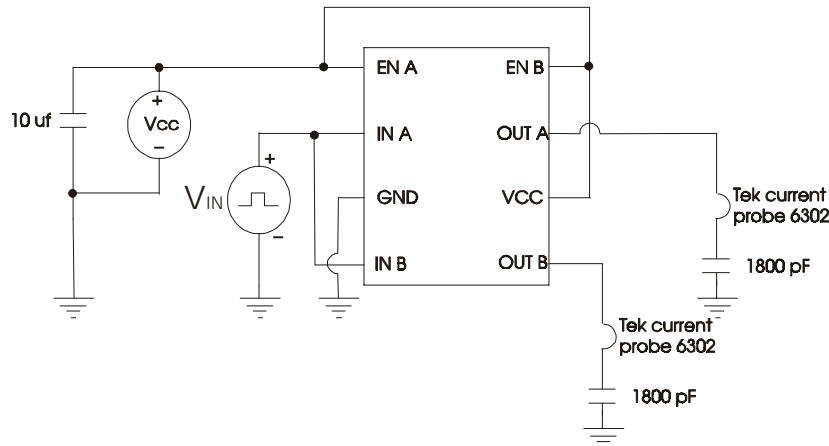 EN A
EN B
10 uf
+
Vcc
−
IN A
OUT A
+
VIN
−
GND
VCC
Tek current
probe 6302
IN B
OUT B
1800 pF
Tek current
probe 6302
1800 pF